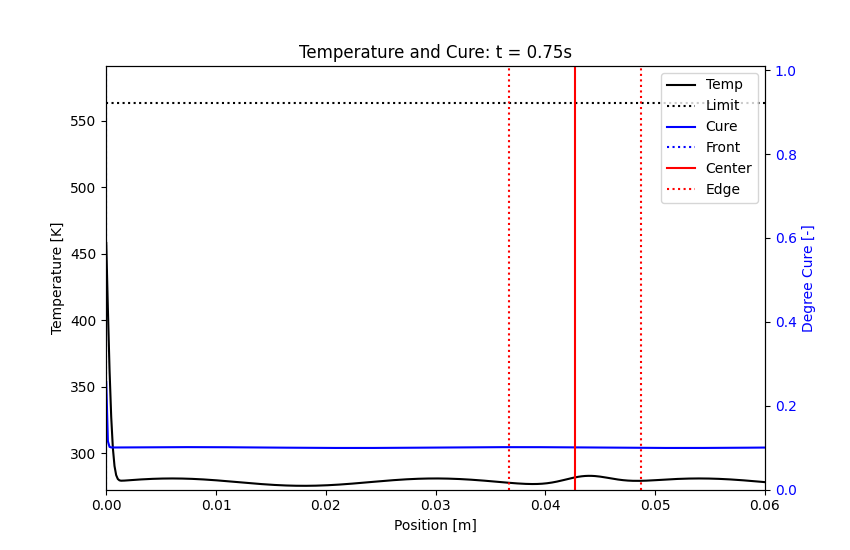 Temperature and Cure: t = 0.75s
Temp
Limit
Cure
Front
Center
Edge
Temperature [K]
550
500
450
400
350
300
Degree Cure [-]
1.0
0.8
0.6
0.4
0.2
0.0
0.00 0.01 0.02 0.03 0.04 0.05 0.06
Position [m]